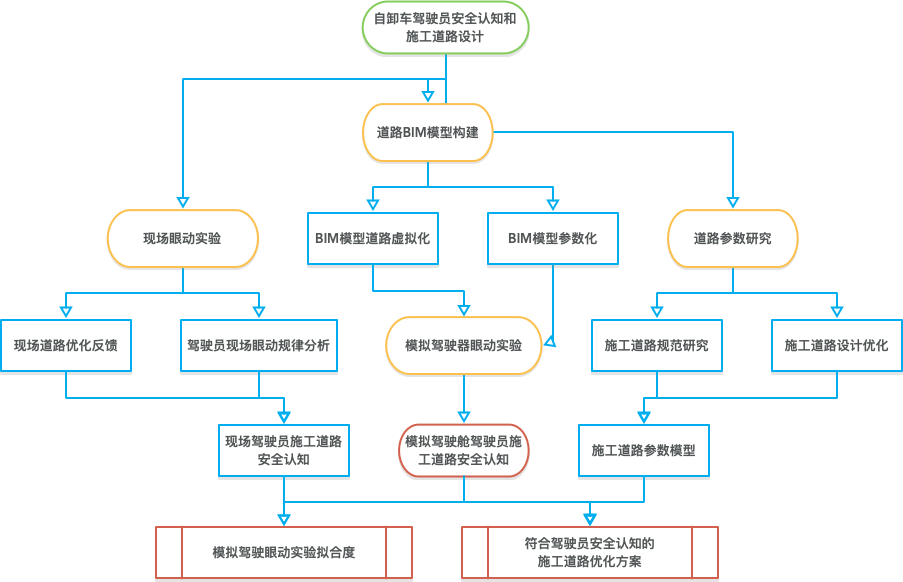 自卸车驾驶员安全认知和
施工道路设计
道路BIM模型构建
现场眼动实验
BIM模型道路虚拟化
BIM模型参数化
道路参数研究
现场道路优化反馈
驾驶员现场眼动规律分析
模拟驾驶器眼动实验
施工道路规范研究
施工道路设计优化
现场驾驶员施工道路
安全认知
模拟驾驶舱驾驶员施
工道路安全认知
施工道路参数模型
模拟驾驶眼动实验拟合度
符合驾驶员安全认知的
施工道路优化方案